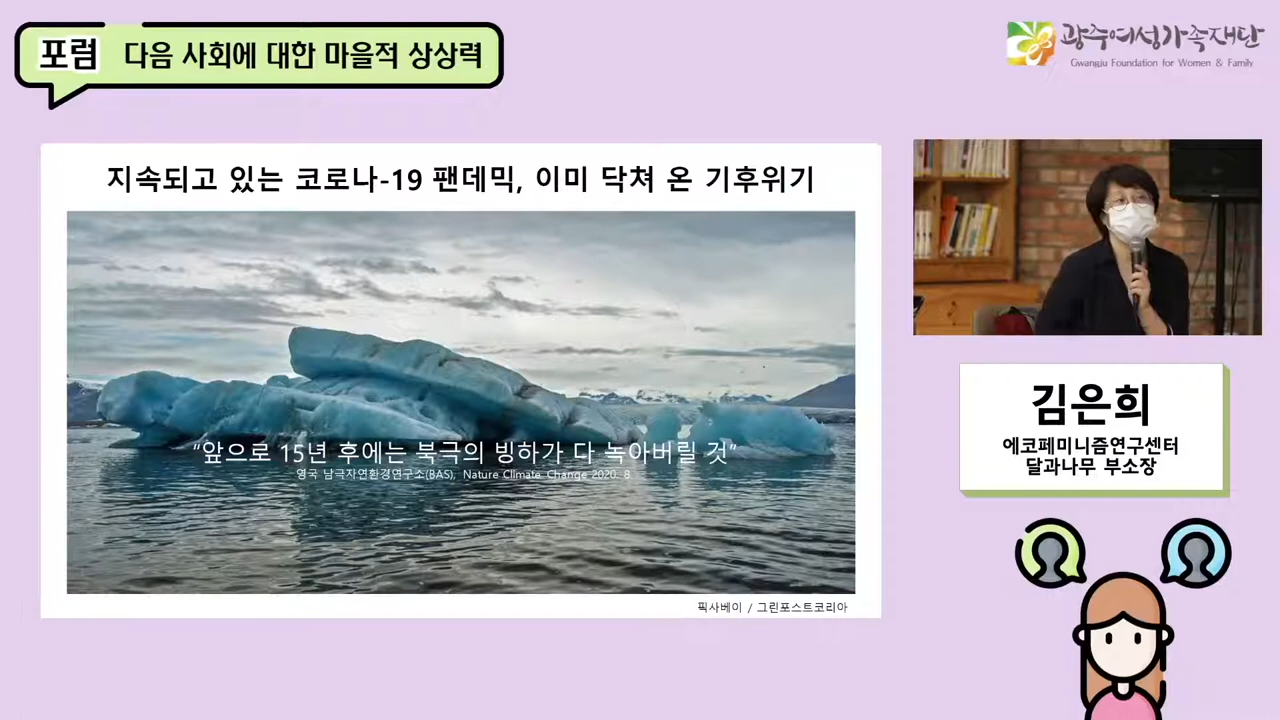 포럼 다음 사회에 대한 마을적 상상력
광주여성가족재단
Gwangju Foundation for Women & Family
지속되고 있는 코로나-19 팬데믹, 이미 닥쳐 온 기후위기
“앞으로 15년 후에는 북극의 빙하가 다 녹아버릴 것”
영국 남극자연환경연구소(BAS), Nature Climate Change 2020. 8.
픽사베이 / 그린포스트코리아
김은희
에코페미니즘연구센터
달과나무 부소장